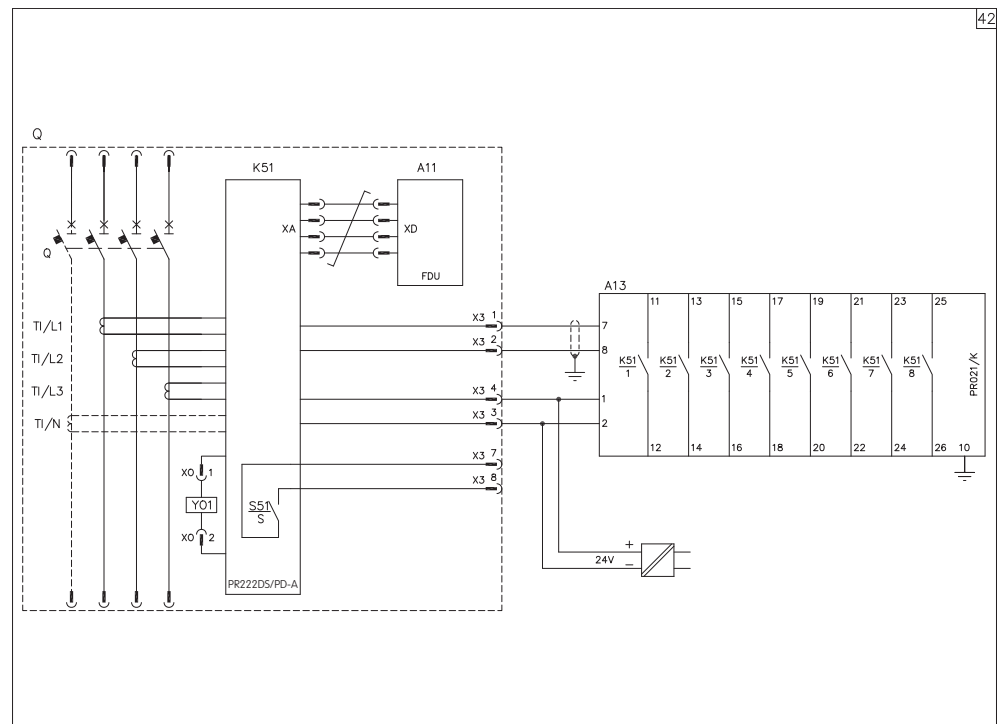 42
Q
K51
A11
XA
XD
Q
FDU
A13
11 13 15 17 19 21 23 25
X3 1
7
TI/L1
X3 2
8
TI/L2
K51 K51 K51 K51 K51 K51 K51 K51
1 2 3 4 5 6 7 8
PR021/K
TI/L3
X3 4
1
X3 3
2
TI/N
12 14 16 18 20 22 24 26 10
X3 7
X0 1
X3 8
Y01
S51
S
X0 2
+
24V
–
PR222DS/PD-A